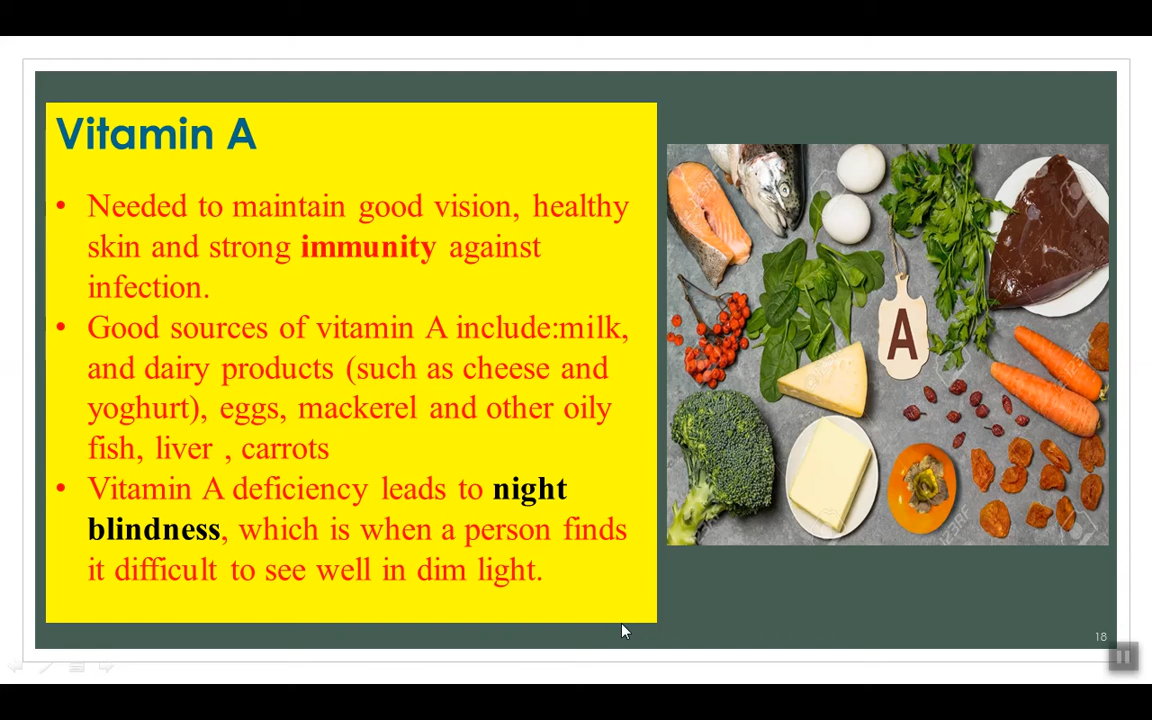 Vitamin A
• Needed to maintain good vision, healthy
skin and strong immunity against
infection.
• Good sources of vitamin A include:milk,
and dairy products (such as cheese and
yoghurt), eggs, mackerel and other oily
fish, liver , carrots
• Vitamin A deficiency leads to night
blindness, which is when a person finds
it difficult to see well in dim light.
A
18